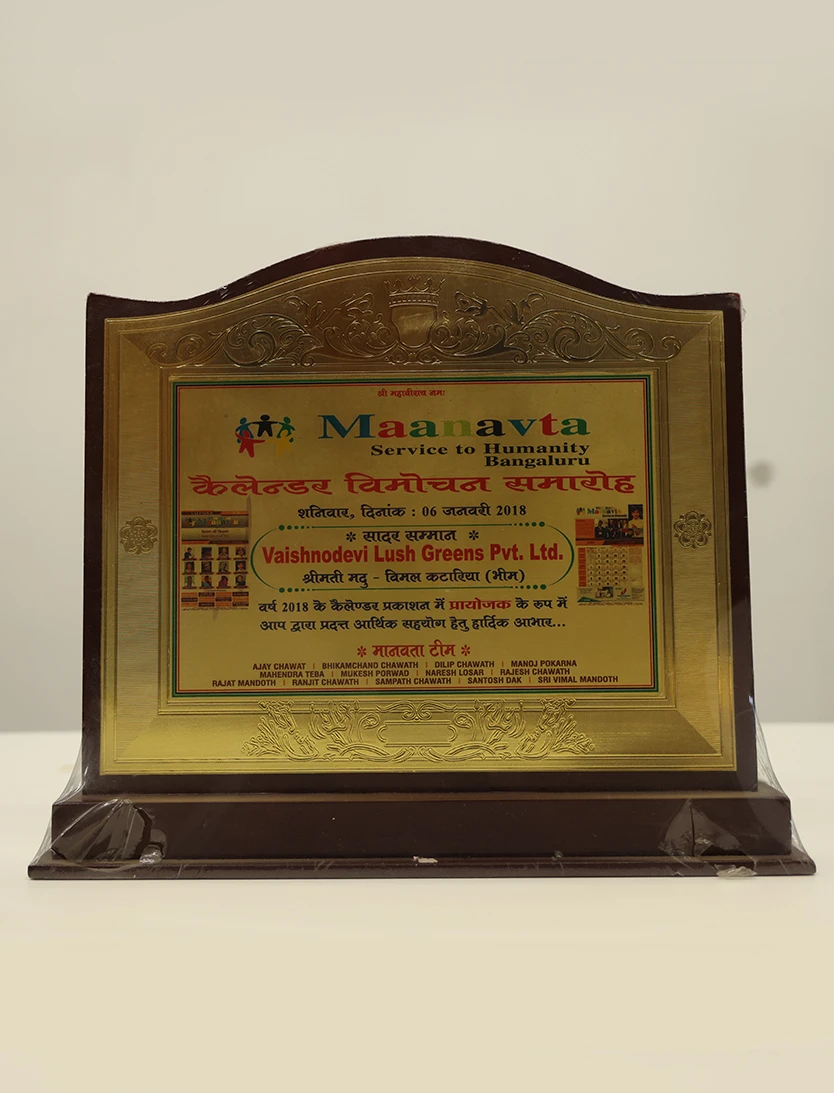 श्री महावीराय नमः
Maanavta
Service to Humanity
Bangaluru
कैलेन्डर विमोचन समारोह
शनिवार, दिनांक : 06 जनवरी 2018
* सादर सम्मान *
Vaishnodevi Lush Greens Pvt. Ltd.
श्रीमती मदु - विमल कटारिया (भीम)
वर्ष 2018 के कैलेण्डर प्रकाशन में प्रायोजक के रुप में
आप द्वारा प्रदत्त आर्थिक सहयोग हेतु हार्दिक आभार...
* मानवता टीम *
AJAY CHAWAT | BHIKAMCHAND CHAWATH | DILIP CHAWATH | MANOJ POKARNA
MAHENDRA TEBA | MUKESH PORWAD | NARESH LOSAR | RAJESH CHAWATH
RAJAT MANDOTH | RANJIT CHAWATH | SAMPATH CHAWATH | SANTOSH DAK | SRI VIMAL MANDOTH
Maanavta